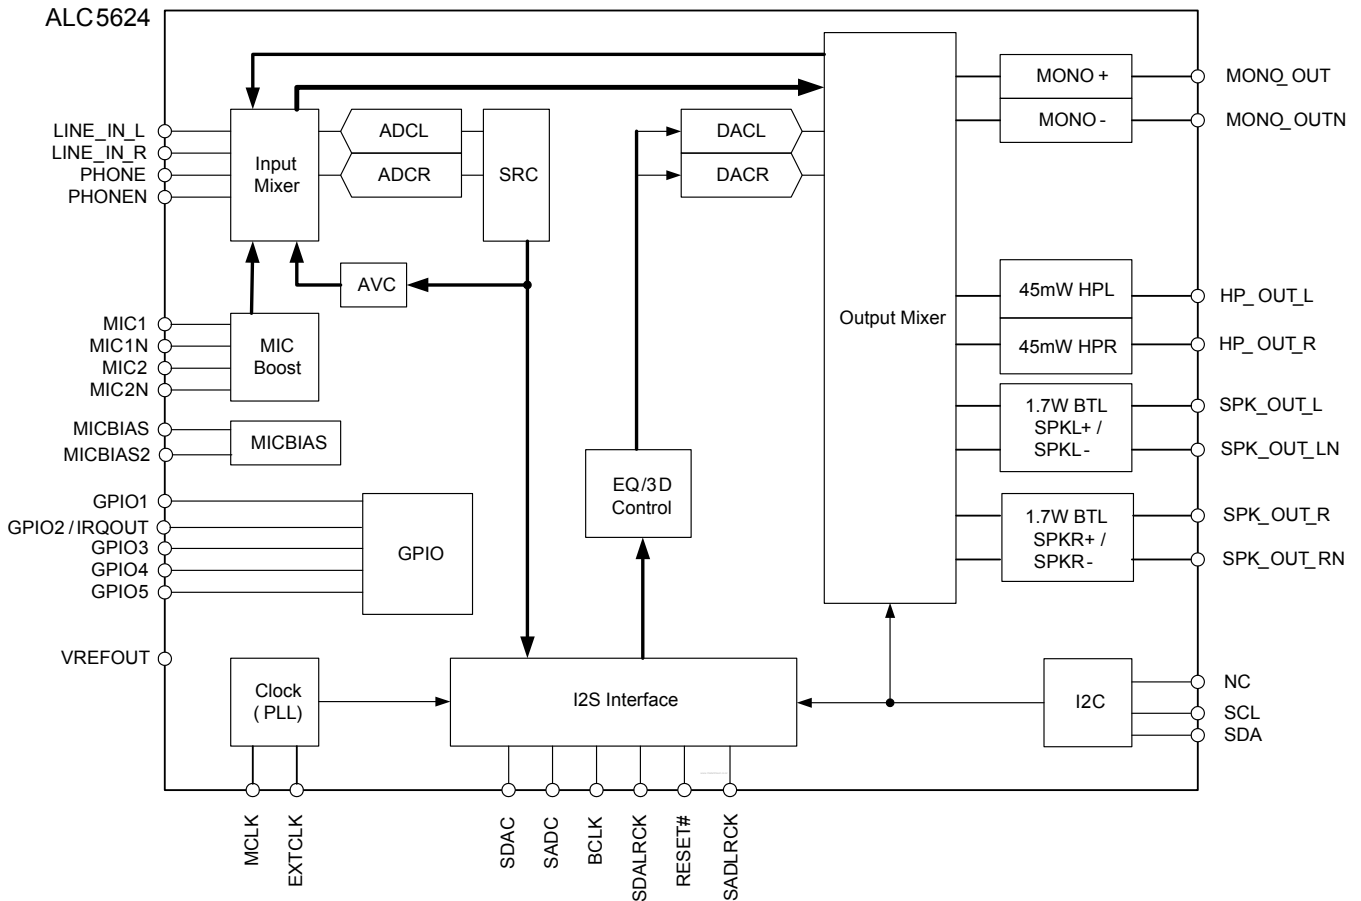 ALC5624
LINE_IN_L
LINE_IN_R
PHONE
PHONEN
Input
Mixer
ADCL
ADCR
SRC
DACL
DACR
MONO +
MONO -
MONO_OUT
MONO_OUTN
AVC
MIC1
MIC1N
MIC2
MIC2N
MIC
Boost
MICBIAS
MICBIAS2
MICBIAS
Output Mixer
45mW HPL
45mW HPR
HP_ OUT_L
HP_ OUT_R
1.7W BTL
SPKL+ /
SPKL-
SPK_OUT_L
SPK_OUT_LN
1.7W BTL
SPKR+ /
SPKR-
SPK_OUT_R
SPK_OUT_RN
EQ/3D
Control
GPIO1
GPIO2 / IRQOUT
GPIO3
GPIO4
GPIO5
GPIO
VREFOUT
Clock
( PLL)
I2S Interface
I2C
NC
SCL
SDA
MCLK
EXTCLK
SDAC
SADC
BCLK
SDALRCK
RESET#
SADLRCK